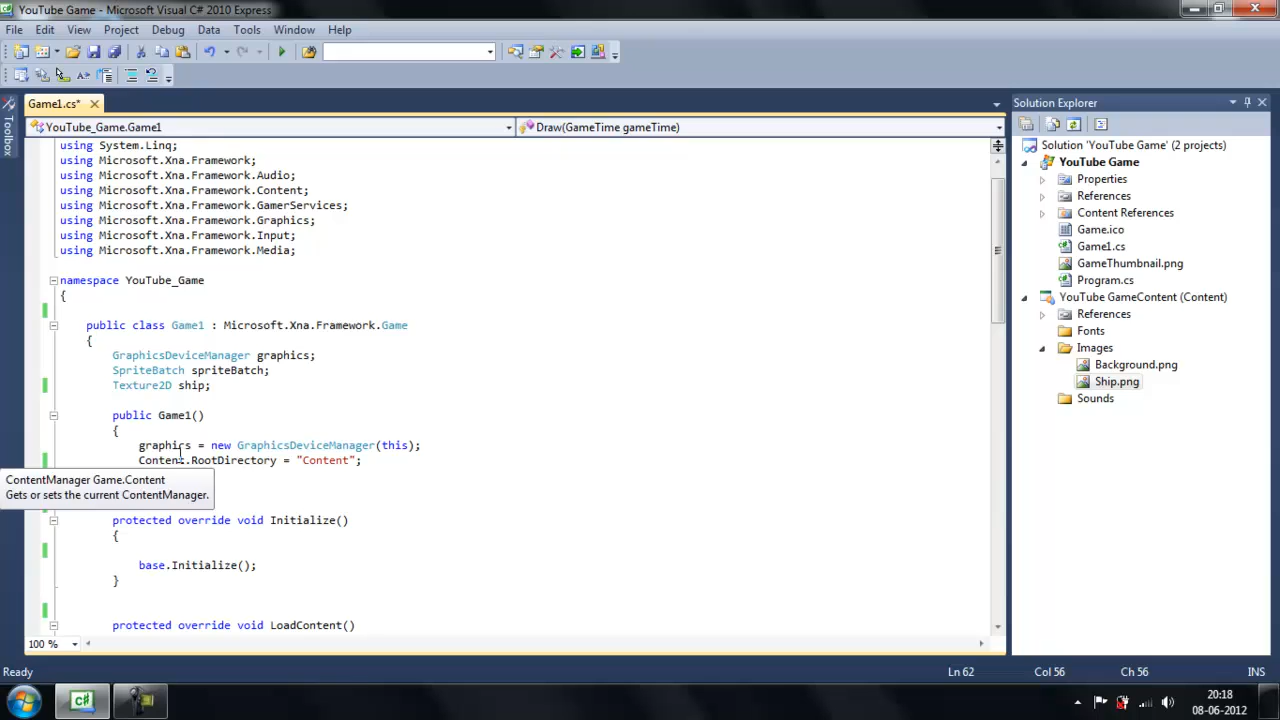 YouTube Game - Microsoft Visual C# 2010 Express
File Edit View Project Debug Data Tools Window Help
Game1.cs*
Toolbox
YouTube_Game.Game1
Draw(GameTime gameTime)
using System.Linq;
using Microsoft.Xna.Framework;
using Microsoft.Xna.Framework.Audio;
using Microsoft.Xna.Framework.Content;
using Microsoft.Xna.Framework.GamerServices;
using Microsoft.Xna.Framework.Graphics;
using Microsoft.Xna.Framework.Input;
using Microsoft.Xna.Framework.Media;
namespace YouTube_Game
{
public class Game1 : Microsoft.Xna.Framework.Game
{
GraphicsDeviceManager graphics;
SpriteBatch spriteBatch;
Texture2D ship;
public Game1()
{
graphics = new GraphicsDeviceManager(this);
Content.RootDirectory = "Content";
ContentManager Game.Content
Gets or sets the current ContentManager.
protected override void Initialize()
{
base.Initialize();
}
protected override void LoadContent()
100 %
Solution Explorer
Solution 'YouTube Game' (2 projects)
YouTube Game
Properties
References
Content References
Game.ico
Game1.cs
GameThumbnail.png
Program.cs
YouTube GameContent (Content)
References
Fonts
Images
Background.png
Ship.png
Sounds
Ready
Ln 62
Col 56
Ch 56
INS
C#
20:18
08-06-2012